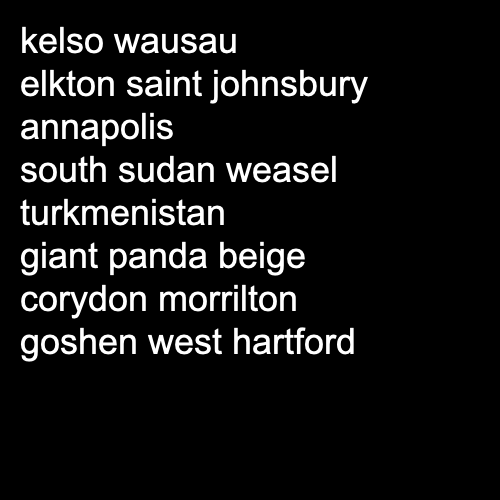 kelso wausau
elkton saint johnsbury
annapolis
south sudan weasel
turkmenistan
giant panda beige
corydon morrilton
goshen west hartford